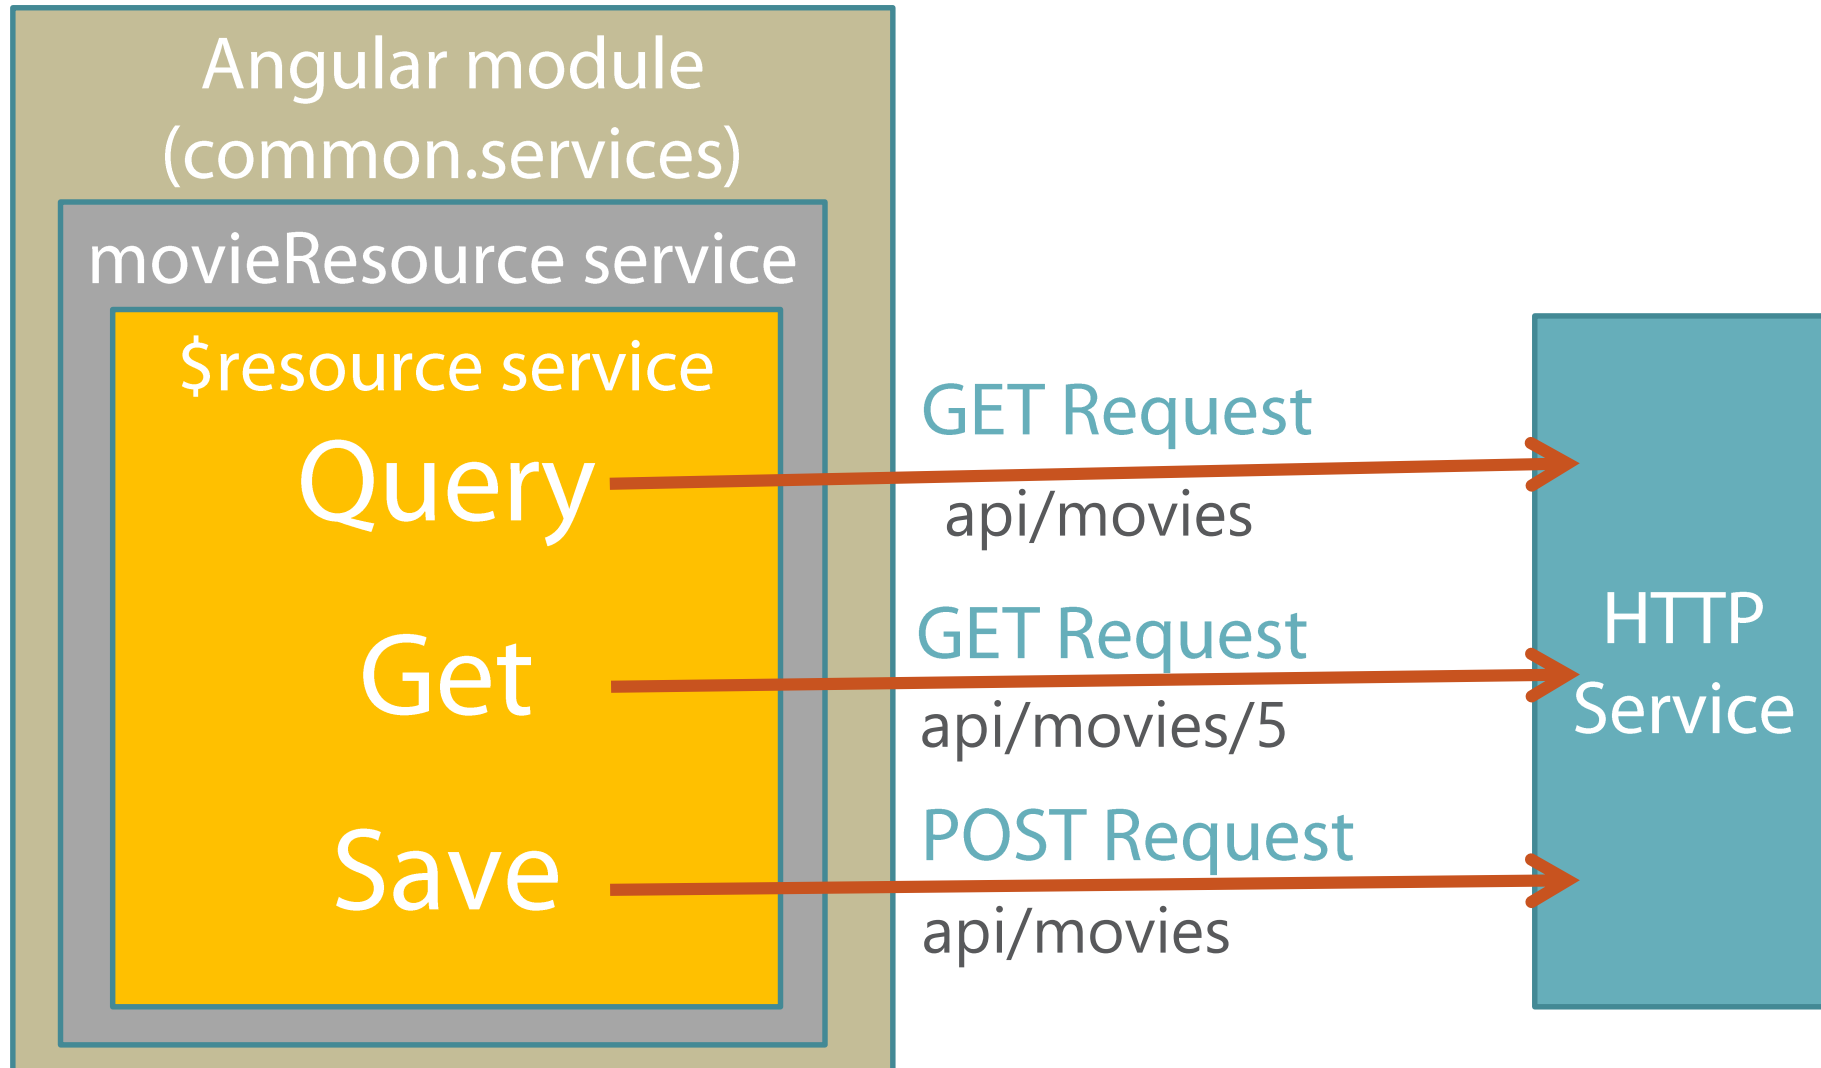 Angular module
(common.services)
movieResource service
$resource service
Query
Get
Save
GET Request
api/movies
GET Request
api/movies/5
POST Request
api/movies
HTTP
Service